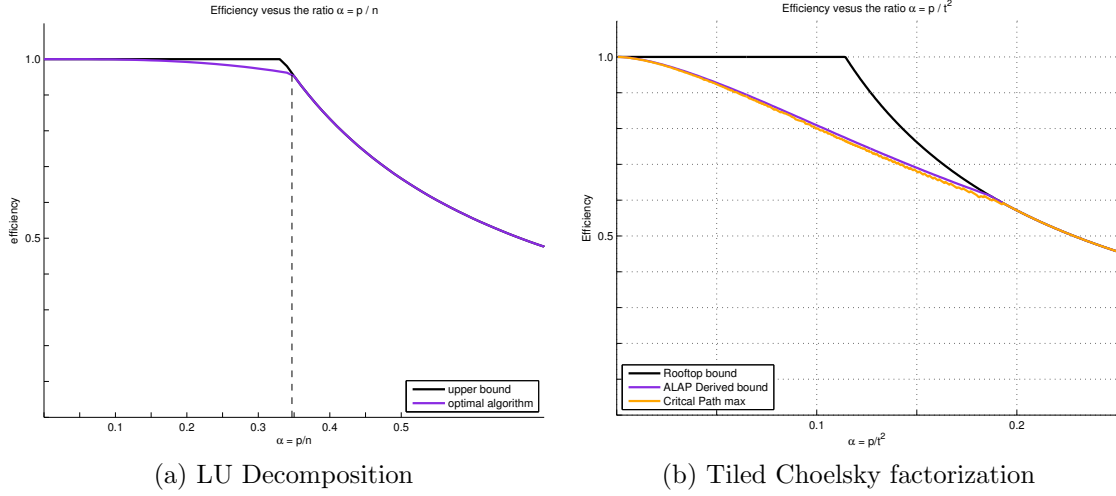 Efficiency vesus the ratio α = p / n
1.0
efficiency
0.5
upper bound
optimal algorithm
0.1
0.2
0.3
0.4
0.5
α = p/n
(a) LU Decomposition
Efficiency vesus the ratio α = p / t²
1.0
Efficiency
0.5
Rooftop bound
ALAP Derived bound
Critcal Path max
0.1
0.2
α = p/t²
(b) Tiled Choelsky factorization